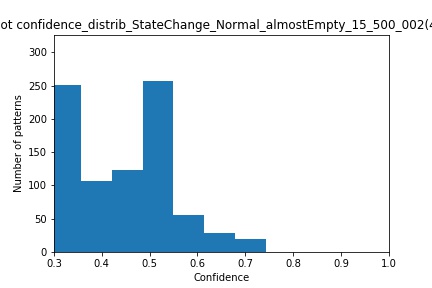 ot confidence_distrib_StateChange_Normal_almostEmpty_15_500_002(4
300
250
200
150
100
50
0
Number of patterns
0.3 0.4 0.5 0.6 0.7 0.8 0.9 1.0
Confidence